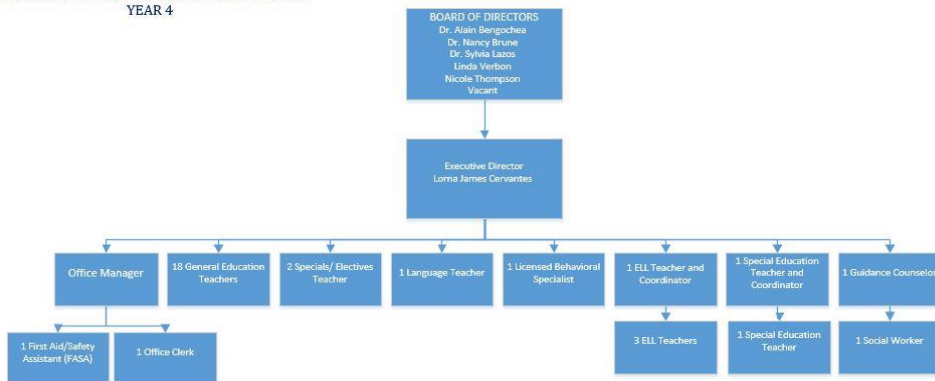 YEAR 4
BOARD OF DIRECTORS
Dr. Alain Bengochea
Dr. Nancy Brune
Dr. Sylvia Lazos
Linda Verbon
Nicole Thompson
Vacant
Executive Director
Lorna James Cervantes
Office Manager
18 General Education
Teachers
2 Specials/ Electives
Teacher
1 Language Teacher
1 Licensed Behavioral
Specialist
1 ELL Teacher and
Coordinator
1 Special Education
Teacher and
Coordinator
1 Guidance Counselor
1 First Aid/Safety
Assistant (FASA)
1 Office Clerk
3 ELL Teachers
1 Special Education
Teacher
1 Social Worker